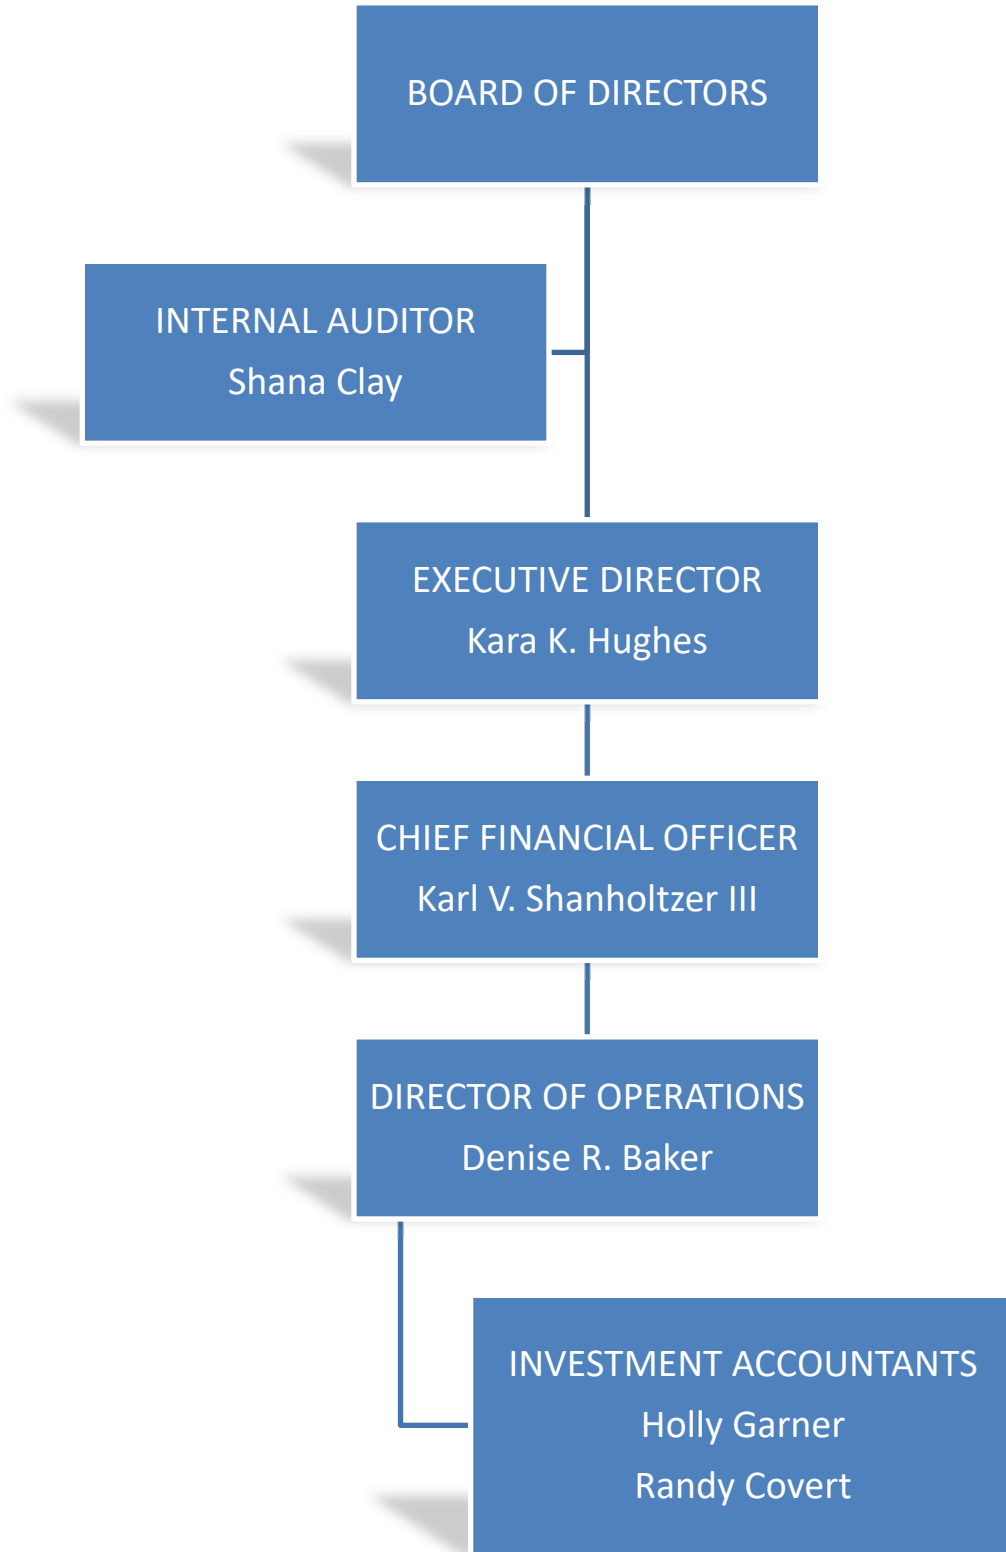 BOARD OF DIRECTORS
INTERNAL AUDITOR
Shana Clay
EXECUTIVE DIRECTOR
Kara K. Hughes
CHIEF FINANCIAL OFFICER
Karl V. Shanholtzer III
DIRECTOR OF OPERATIONS
Denise R. Baker
INVESTMENT ACCOUNTANTS
Holly Garner
Randy Covert